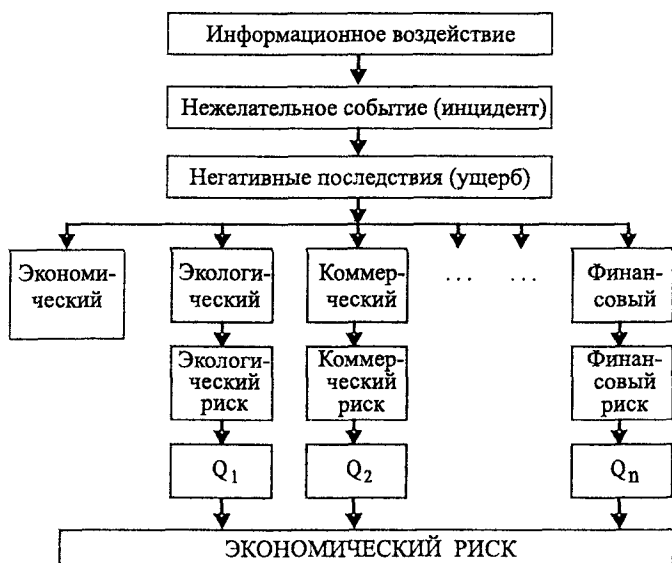 Информационное воздействие
Нежелательное событие (инцидент)
Негативные последствия (ущерб)
Экономи-
ческий
Экологи-
ческий
Коммер-
ческий
... ...
Финан-
совый
Экологи-
ческий
риск
Коммер-
ческий
риск
Финан-
совый
риск
Q1
Q2
Qn
ЭКОНОМИЧЕСКИЙ РИСК